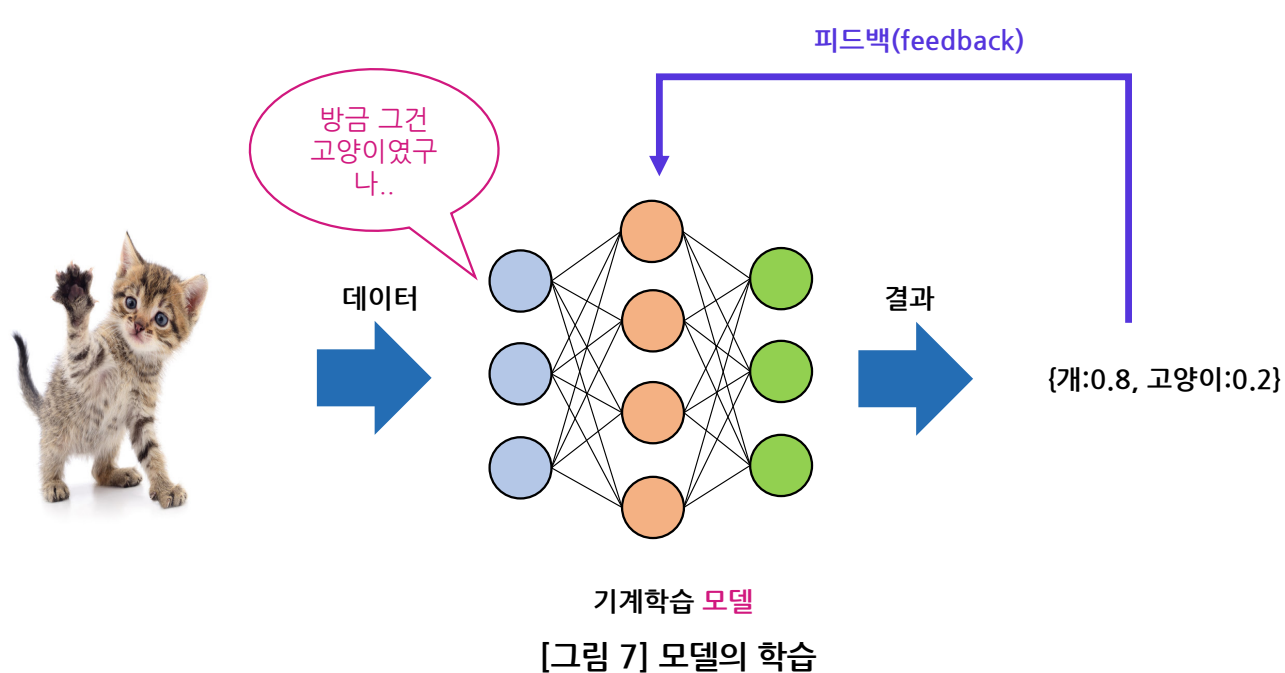 피드백(feedback)
방금 그건
고양이였구
나..
데이터
결과
{개:0.8, 고양이:0.2}
기계학습 모델
[그림 7] 모델의 학습